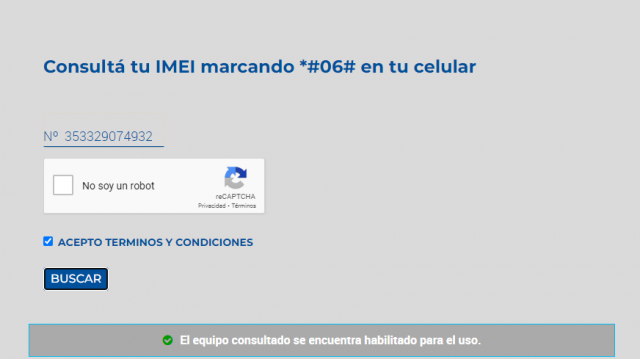 Consultá tu IMEI marcando *#06# en tu celular
Nº 353329074932
No soy un robot
reCAPTCHA
Privacidad - Términos
ACEPTO TERMINOS Y CONDICIONES
BUSCAR
El equipo consultado se encuentra habilitado para el uso.